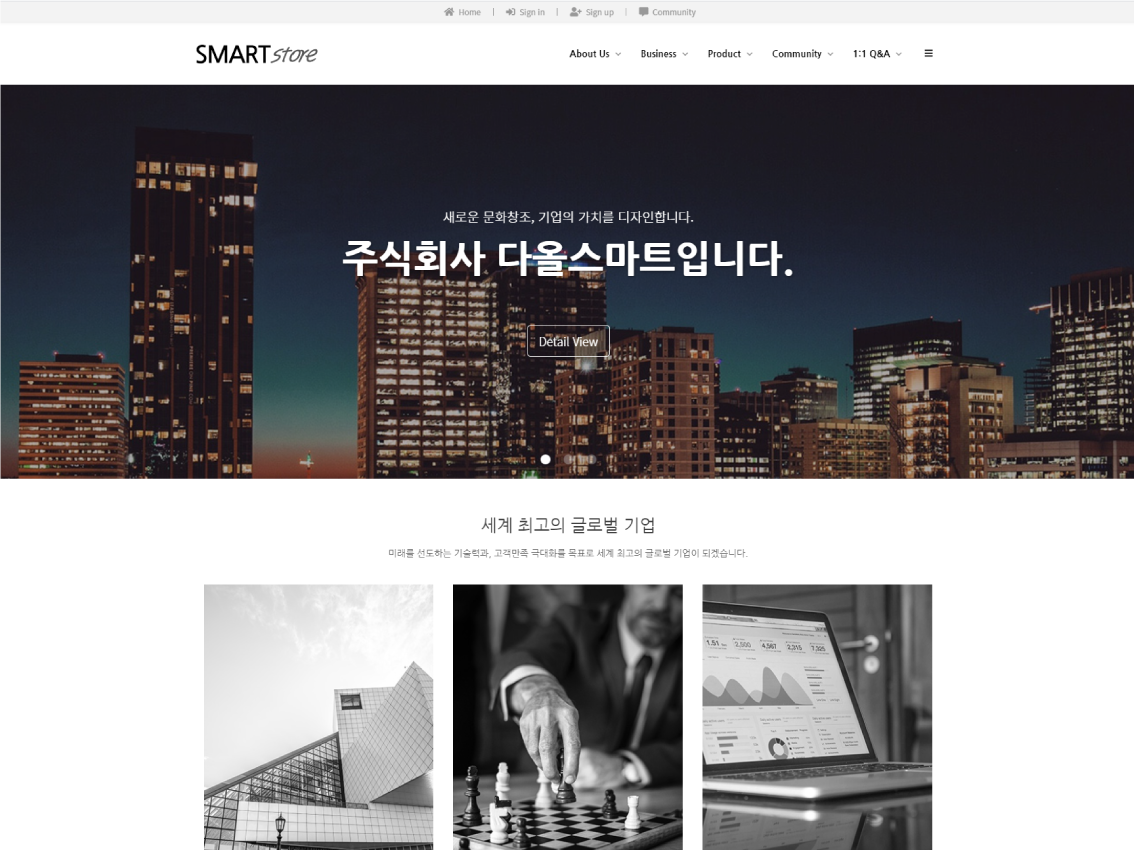 Home | Sign in | Sign up | Community
SMART store
About Us Business Product Community 1:1 Q&A
새로운 문화창조, 기업의 가치를 디자인합니다.
주식회사 다올스마트입니다.
Detail View
세계 최고의 글로벌 기업
미래를 선도하는 기술력과, 고객만족 극대화를 목표로 세계 최고의 글로벌 기업이 되겠습니다.
1.51 2,500 4,567 2,315 7,325